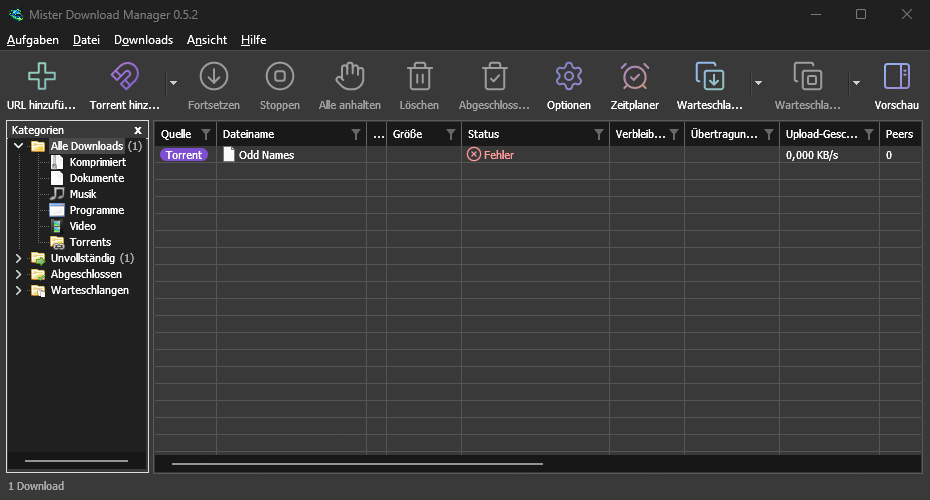 Mister Download Manager 0.5.2
Aufgaben Datei Downloads Ansicht Hilfe
URL hinzufü... Torrent hinz... Fortsetzen Stoppen Alle anhalten Löschen Abgeschloss... Optionen Zeitplaner Warteschla... Warteschla... Vorschau
Kategorien x
Quelle Dateiname ... Größe Status Verbleib... Übertragun... Upload-Gesc... Peers
Alle Downloads (1)
Torrent Odd Names Fehler 0,000 KB/s 0
Komprimiert
Dokumente
Musik
Programme
Video
Torrents
Unvollständig (1)
Abgeschlossen
Warteschlangen
1 Download